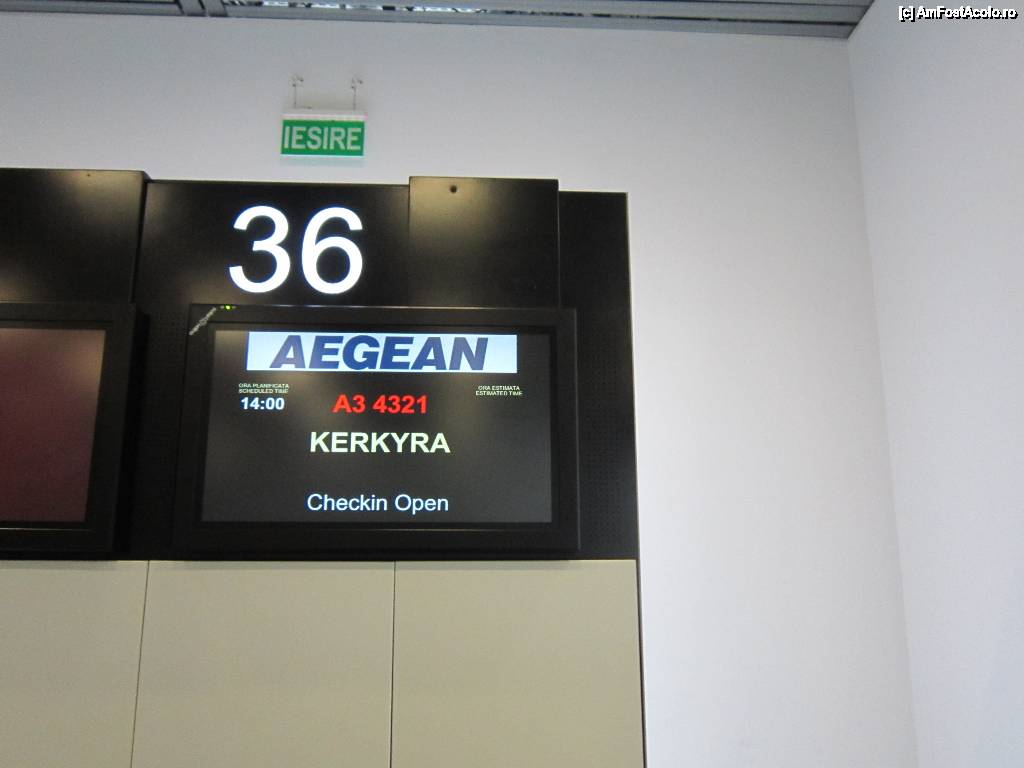 [c] AmFostAcolo.ro
IESIRE
36
AEGEAN
ORA PLANIFICATA
SCHEDULED TIME
ORA ESTIMATA
ESTIMATED TIME
14:00
A3 4321
KERKYRA
Checkin Open